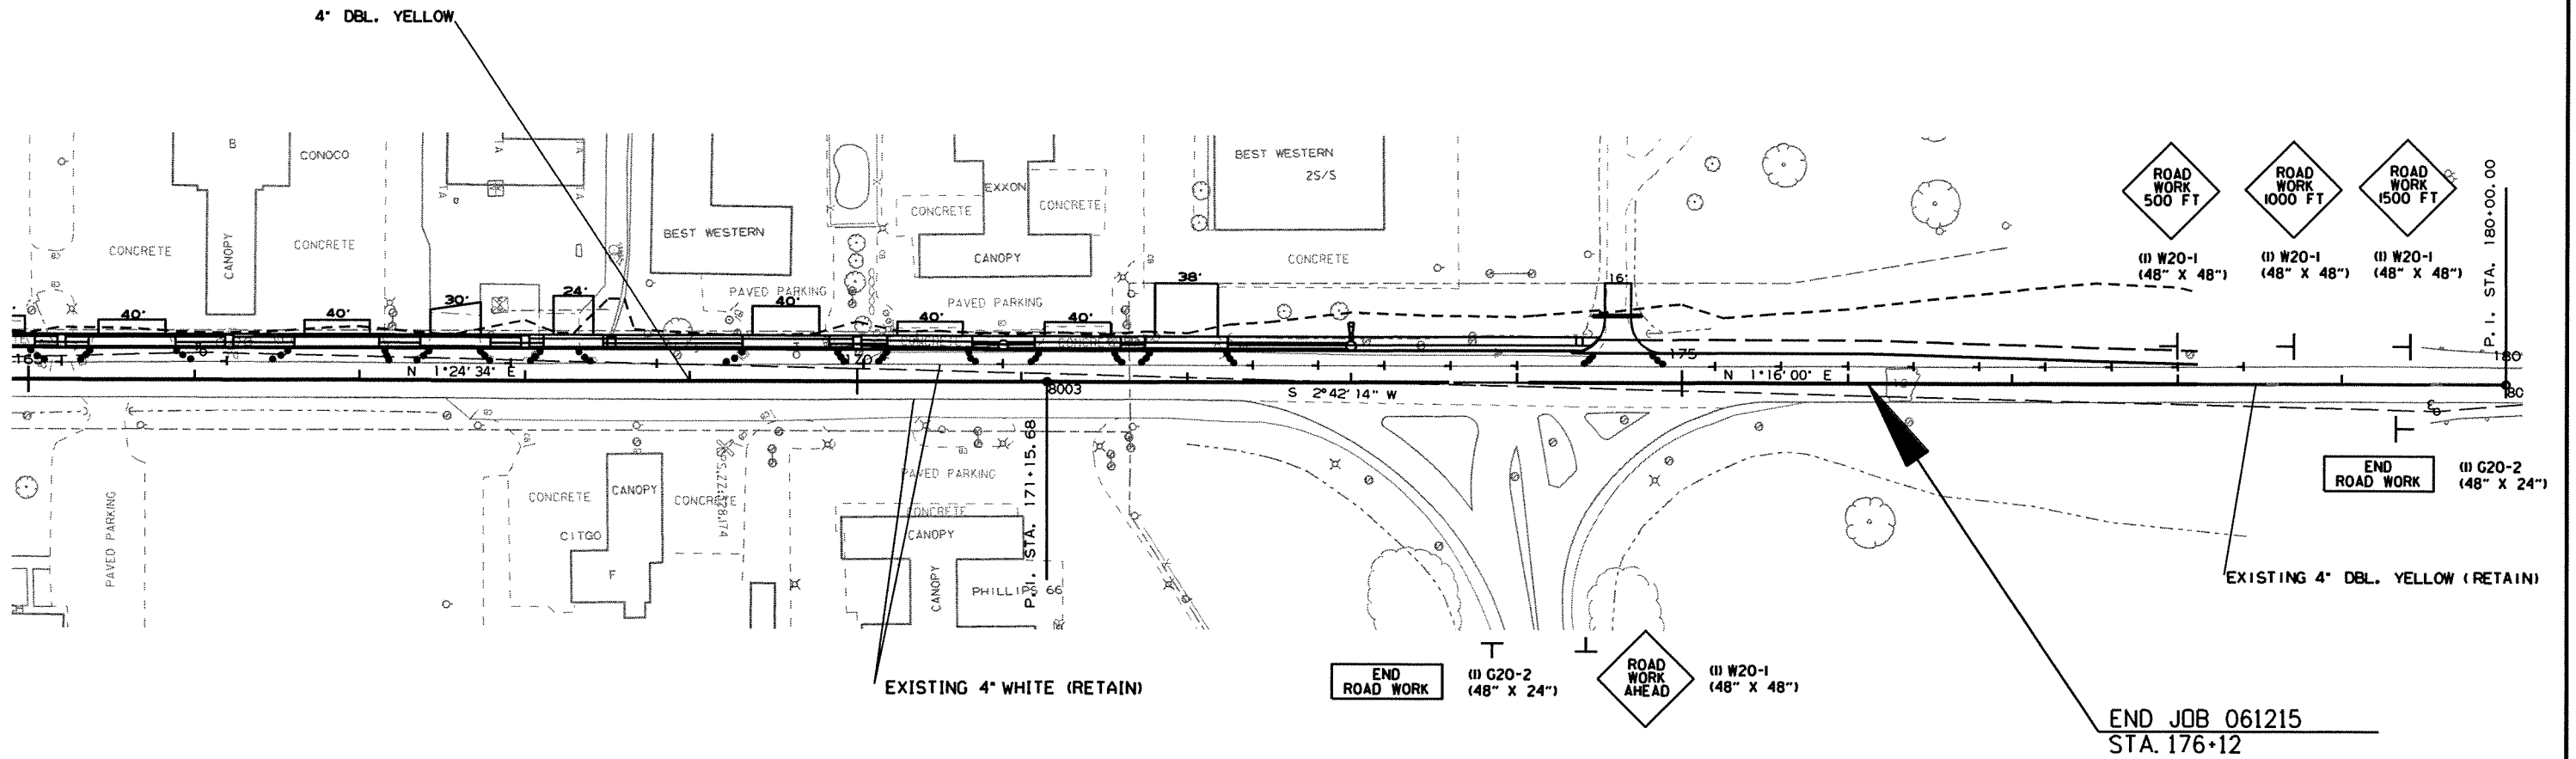 4" DBL. YELLOW
B
CONOCO
CONCRETE
CANOPY
CONCRETE
TA
TA
TA
TA
BEST WESTERN
PAVED PARKING
EXXON
CONCRETE
CONCRETE
CANOPY
PAVED PARKING
BEST WESTERN
2S/S
CONCRETE
ROAD
WORK
500 FT
(1) W20-1
(48" X 48")
ROAD
WORK
1000 FT
(1) W20-1
(48" X 48")
ROAD
WORK
1500 FT
(1) W20-1
(48" X 48")
P.I. STA. 180+00.00
40'
40'
30'
24'
40'
40'
40'
38'
16'
165
170
175
180
N 1°24'34" E
8003
S 2°42'14" W
N 1°16'00" E
80
P.I. STA. 171+15.68
PAVED PARKING
CONCRETE
CANOPY
CONCRETE
CITGO
F
PAVED PARKING
CONCRETE
CANOPY
CANOPY
PHILLIPS 66
END
ROAD WORK
(1) G20-2
(48" X 24")
EXISTING 4" DBL. YELLOW (RETAIN)
EXISTING 4" WHITE (RETAIN)
END
ROAD WORK
(1) G20-2
(48" X 24")
ROAD
WORK
AHEAD
(1) W20-1
(48" X 48")
END JOB 061215
STA. 176+12